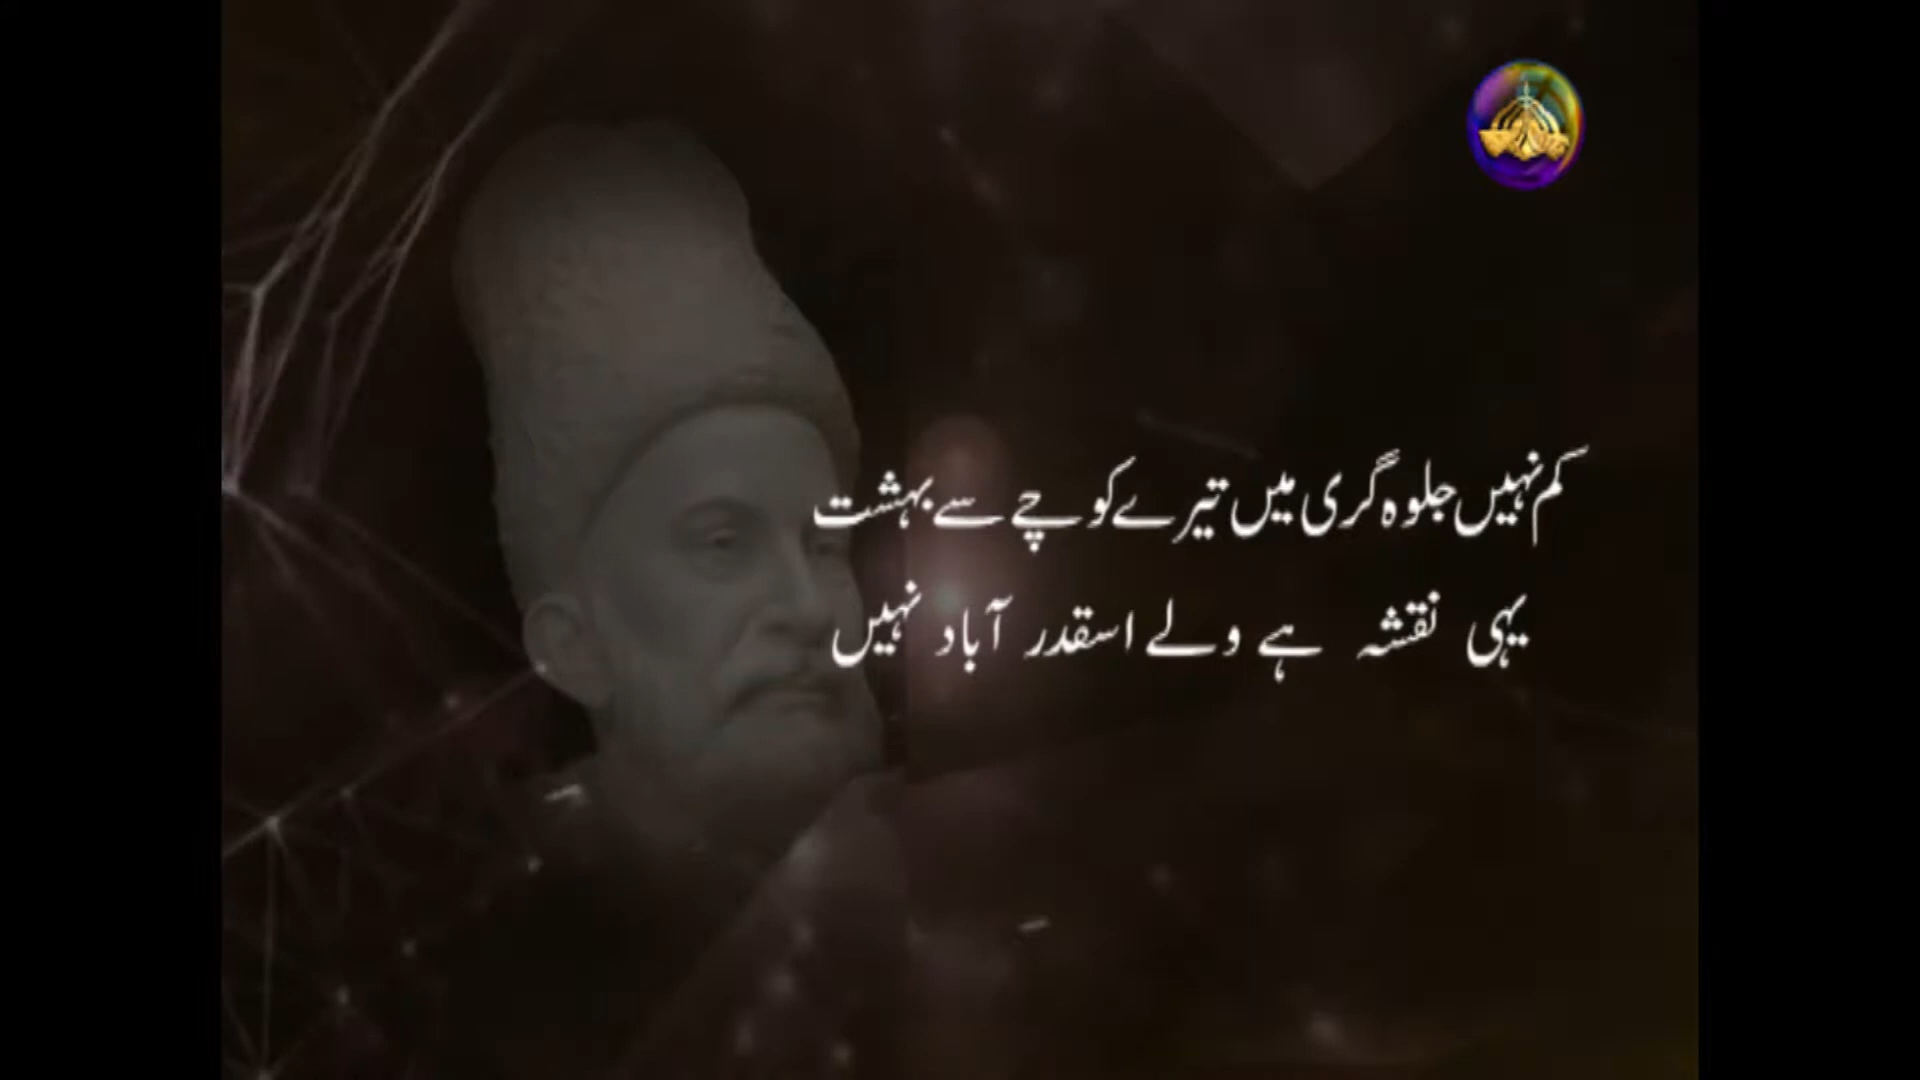 کم نہیں جلوہ گری میں تیرے کوچے سے بہشت
یہی نقشہ ہے ولے اسقدر آباد نہیں